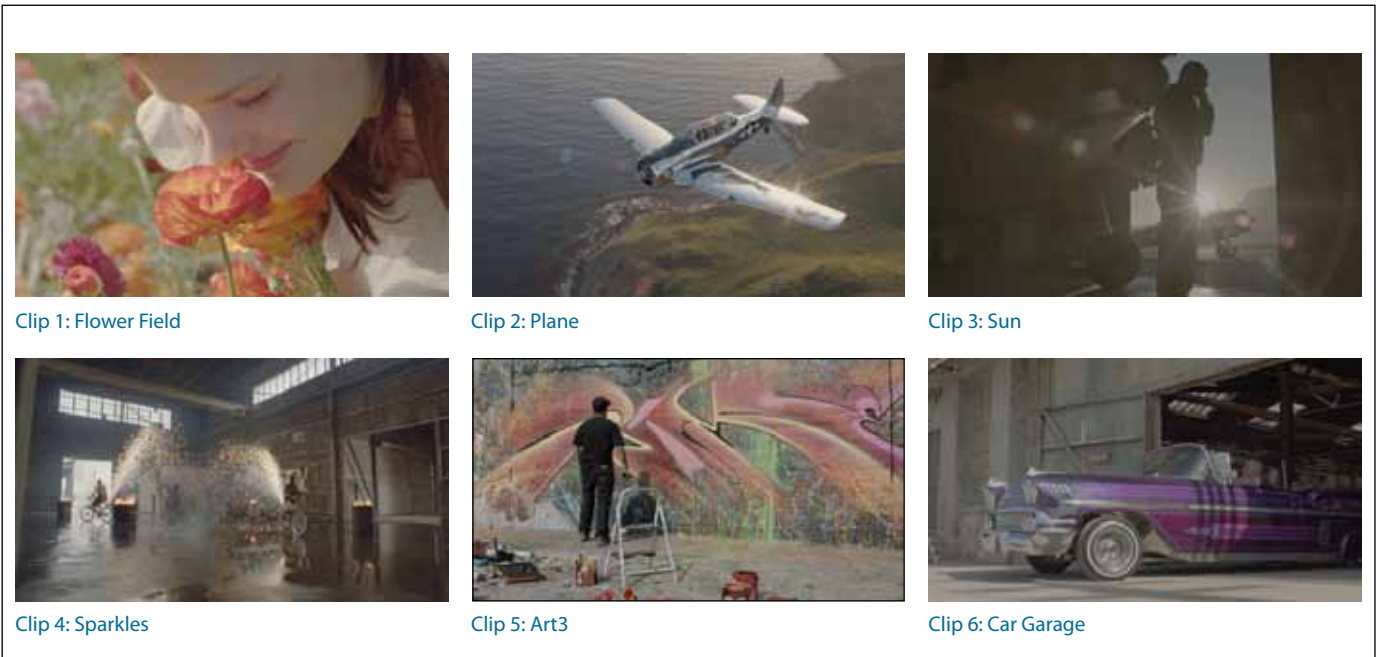 Clip 1: Flower Field
Clip 2: Plane
Clip 3: Sun
Clip 4: Sparkles
Clip 5: Art3
Clip 6: Car Garage